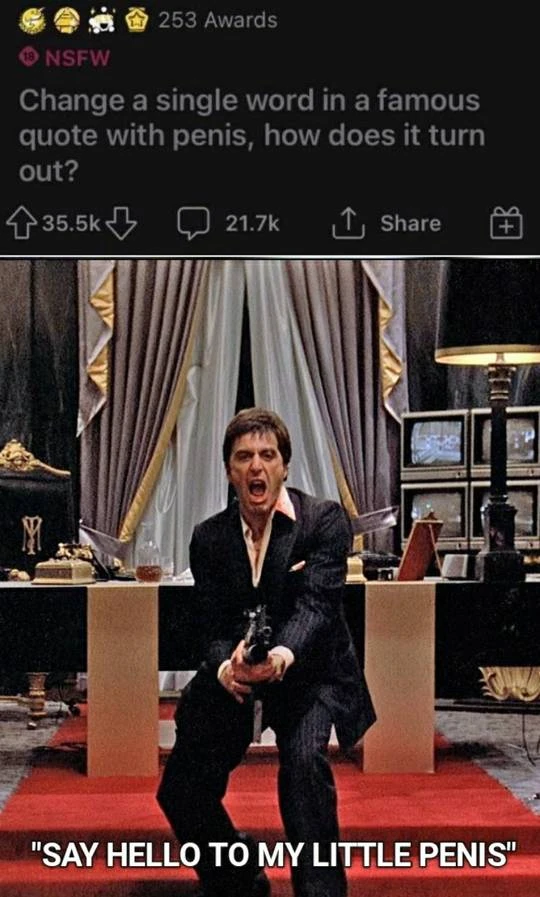 253 Awards
18 NSFW
Change a single word in a famous
quote with penis, how does it turn
out?
35.5k 21.7k Share
"SAY HELLO TO MY LITTLE PENIS"